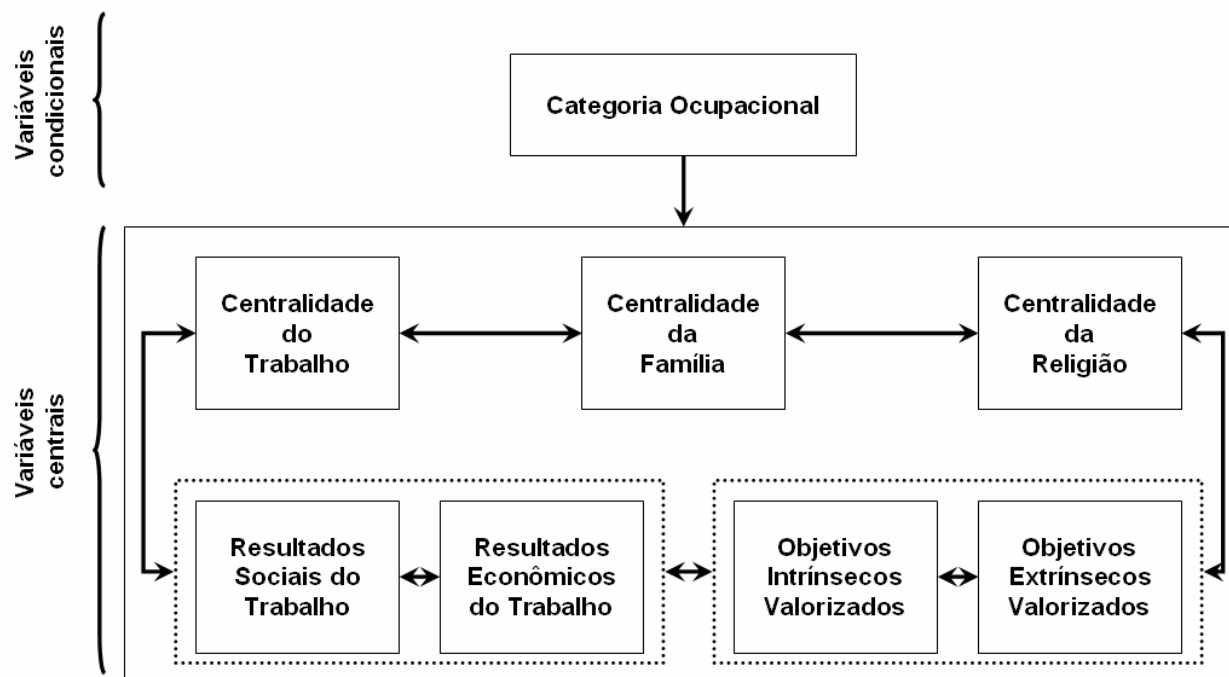 Variáveis
condicionais
Categoria Ocupacional
Variáveis
centrais
Centralidade
do
Trabalho
Centralidade
da
Família
Centralidade
da
Religião
Resultados
Sociais do
Trabalho
Resultados
Econômicos
do Trabalho
Objetivos
Intrínsecos
Valorizados
Objetivos
Extrínsecos
Valorizados